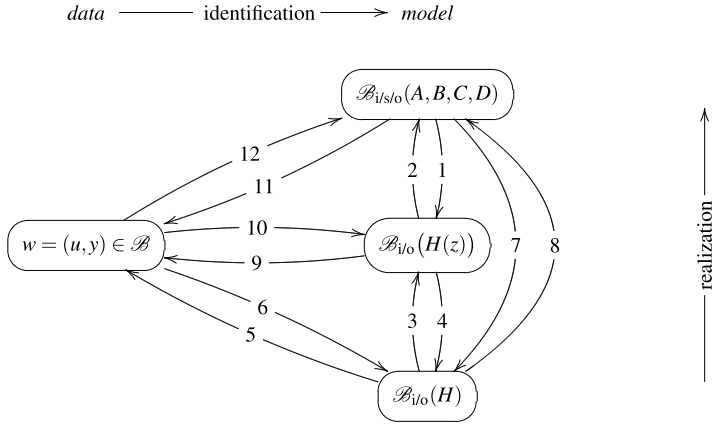 data identification model
ℬi/s/o(A,B,C,D)
12
2 1
11
10
w = (u,y) ∈ ℬ
ℬi/o(H(z))
7 8
9
realization
6
3 4
5
ℬi/o(H)